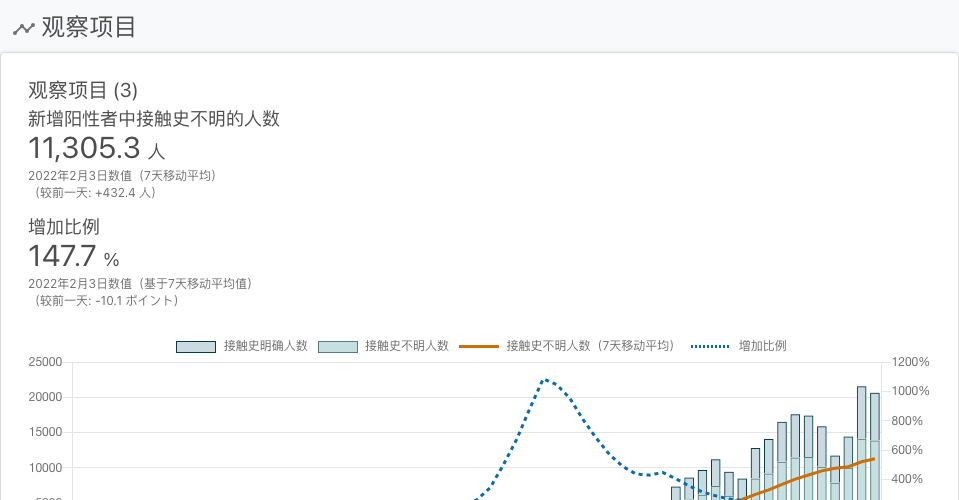 观察项目
观察项目 (3)
新增阳性者中接触史不明的人数
11,305.3 人
2022年2月3日数值（7天移动平均）
（较前一天: +432.4 人）
增加比例
147.7 %
2022年2月3日数值（基于7天移动平均值）
（较前一天: -10.1 ポイント）
接触史明确人数 接触史不明人数 接触史不明人数（7天移动平均） 增加比例
25000 1200%
20000 1000%
15000 800%
10000 600%
400%